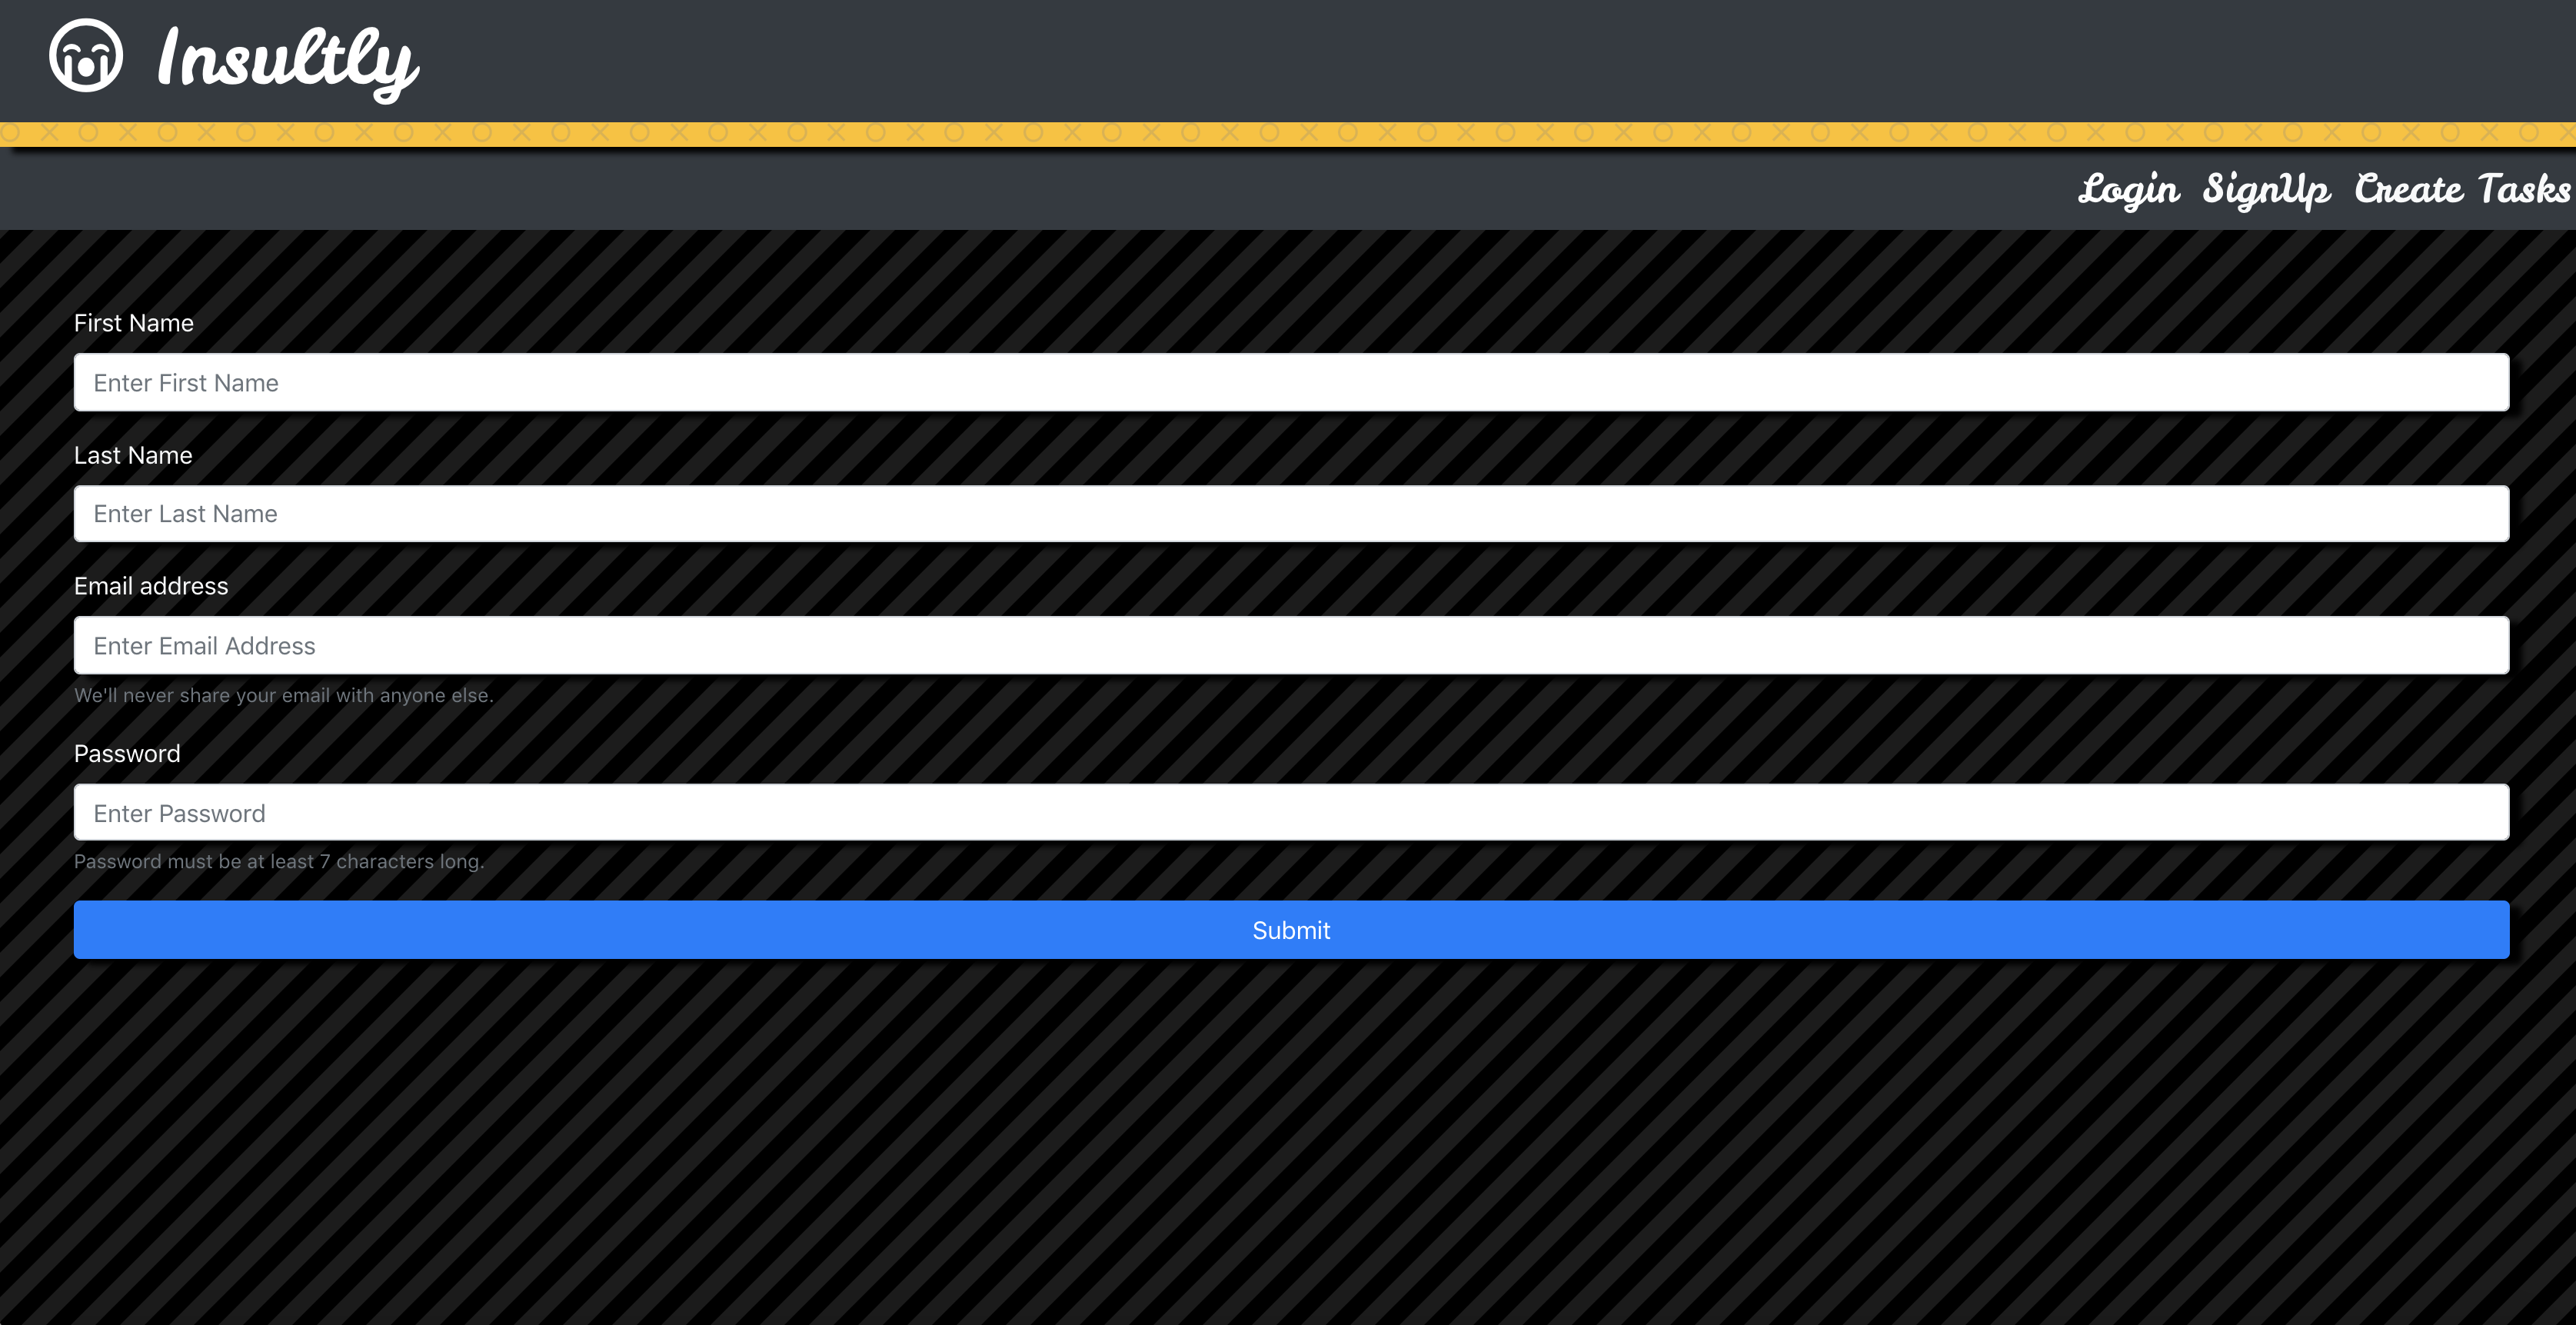 Insultly
Login SignUp Create Tasks
First Name
Enter First Name
Last Name
Enter Last Name
Email address
Enter Email Address
We'll never share your email with anyone else.
Password
Enter Password
Password must be at least 7 characters long.
Submit